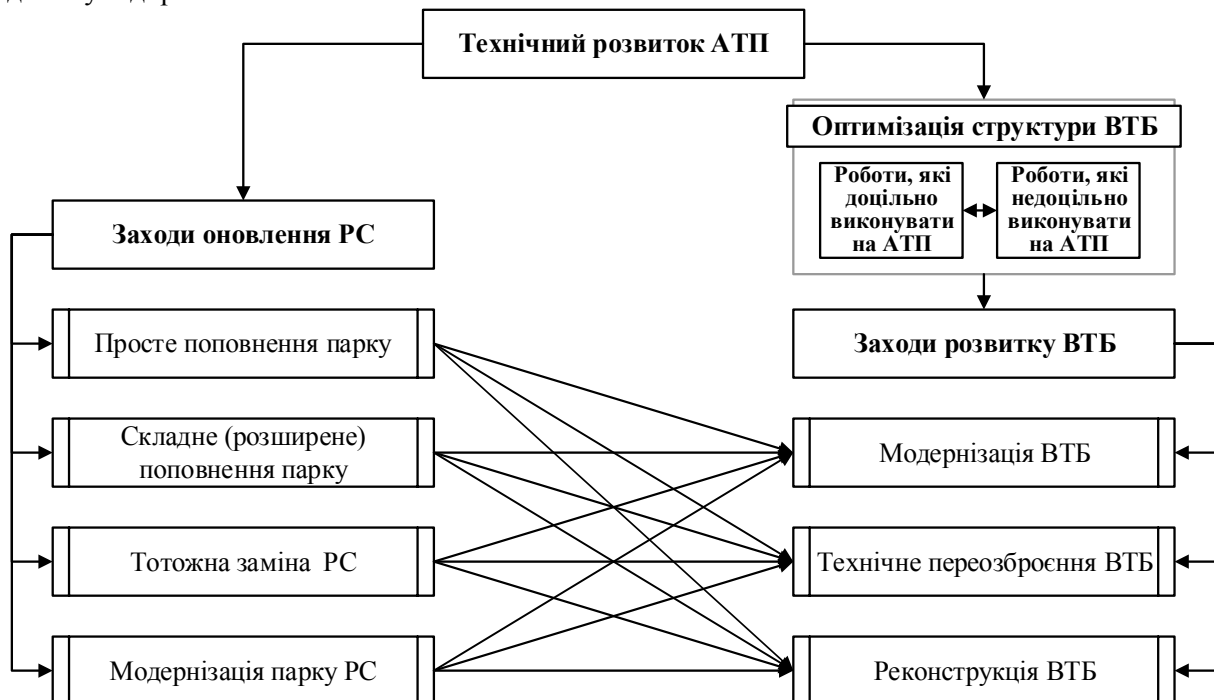 Технічний розвиток АТП
Оптимізація структури ВТБ
Роботи, які
доцільно
виконувати
на АТП
Роботи, які
недоцільно
виконувати
на АТП
Заходи оновлення РС
Заходи розвитку ВТБ
Просте поповнення парку
Складне (розширене)
поповнення парку
Тотожна заміна РС
Модернізація парку РС
Модернізація ВТБ
Технічне переозброєння ВТБ
Реконструкція ВТБ